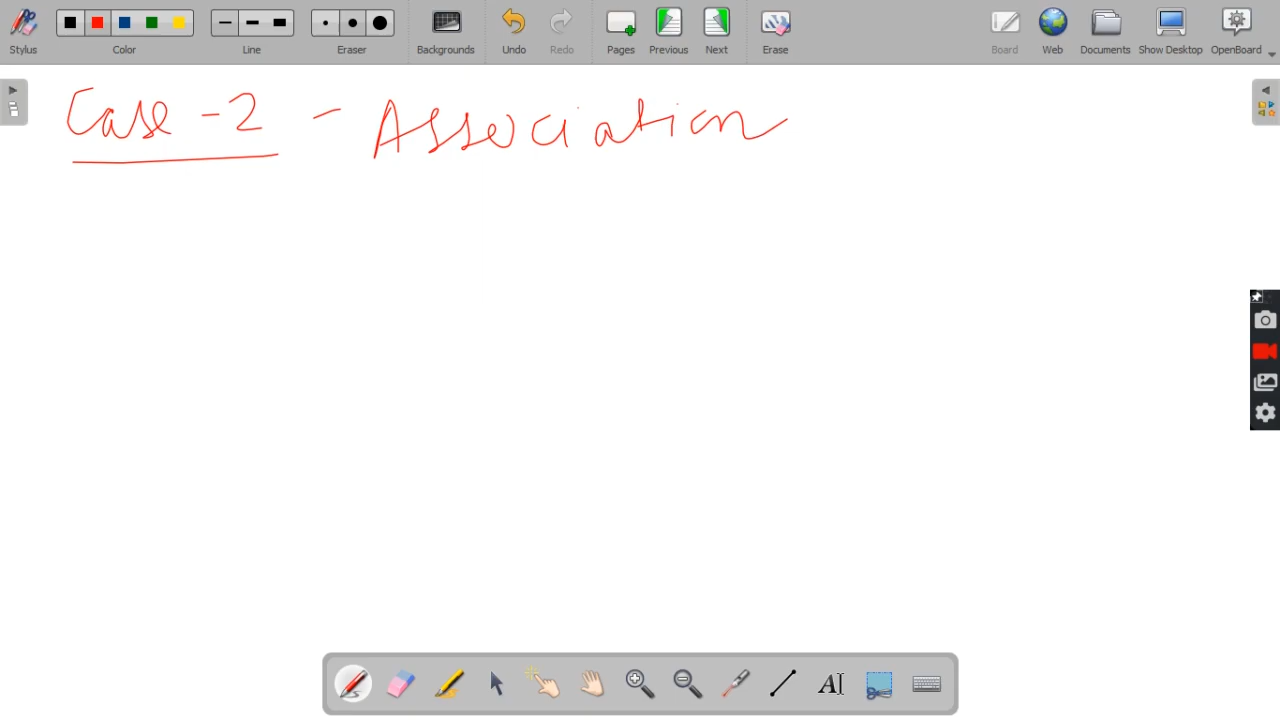 Stylus Color Line Eraser Backgrounds Undo Redo Pages Previous Next Erase Board Web Documents Show Desktop OpenBoard
Case - 2 - Association
AI